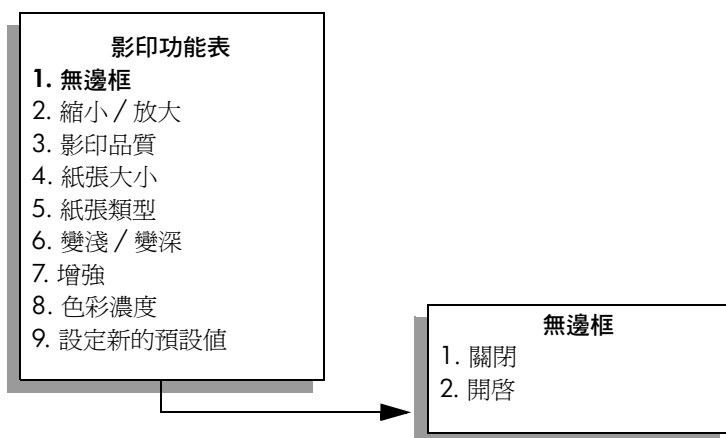 影印功能表
1. 無邊框
2. 縮小 / 放大
3. 影印品質
4. 紙張大小
5. 紙張類型
6. 變淺 / 變深
7. 增強
8. 色彩濃度
9. 設定新的預設值
無邊框
1. 關閉
2. 開啓